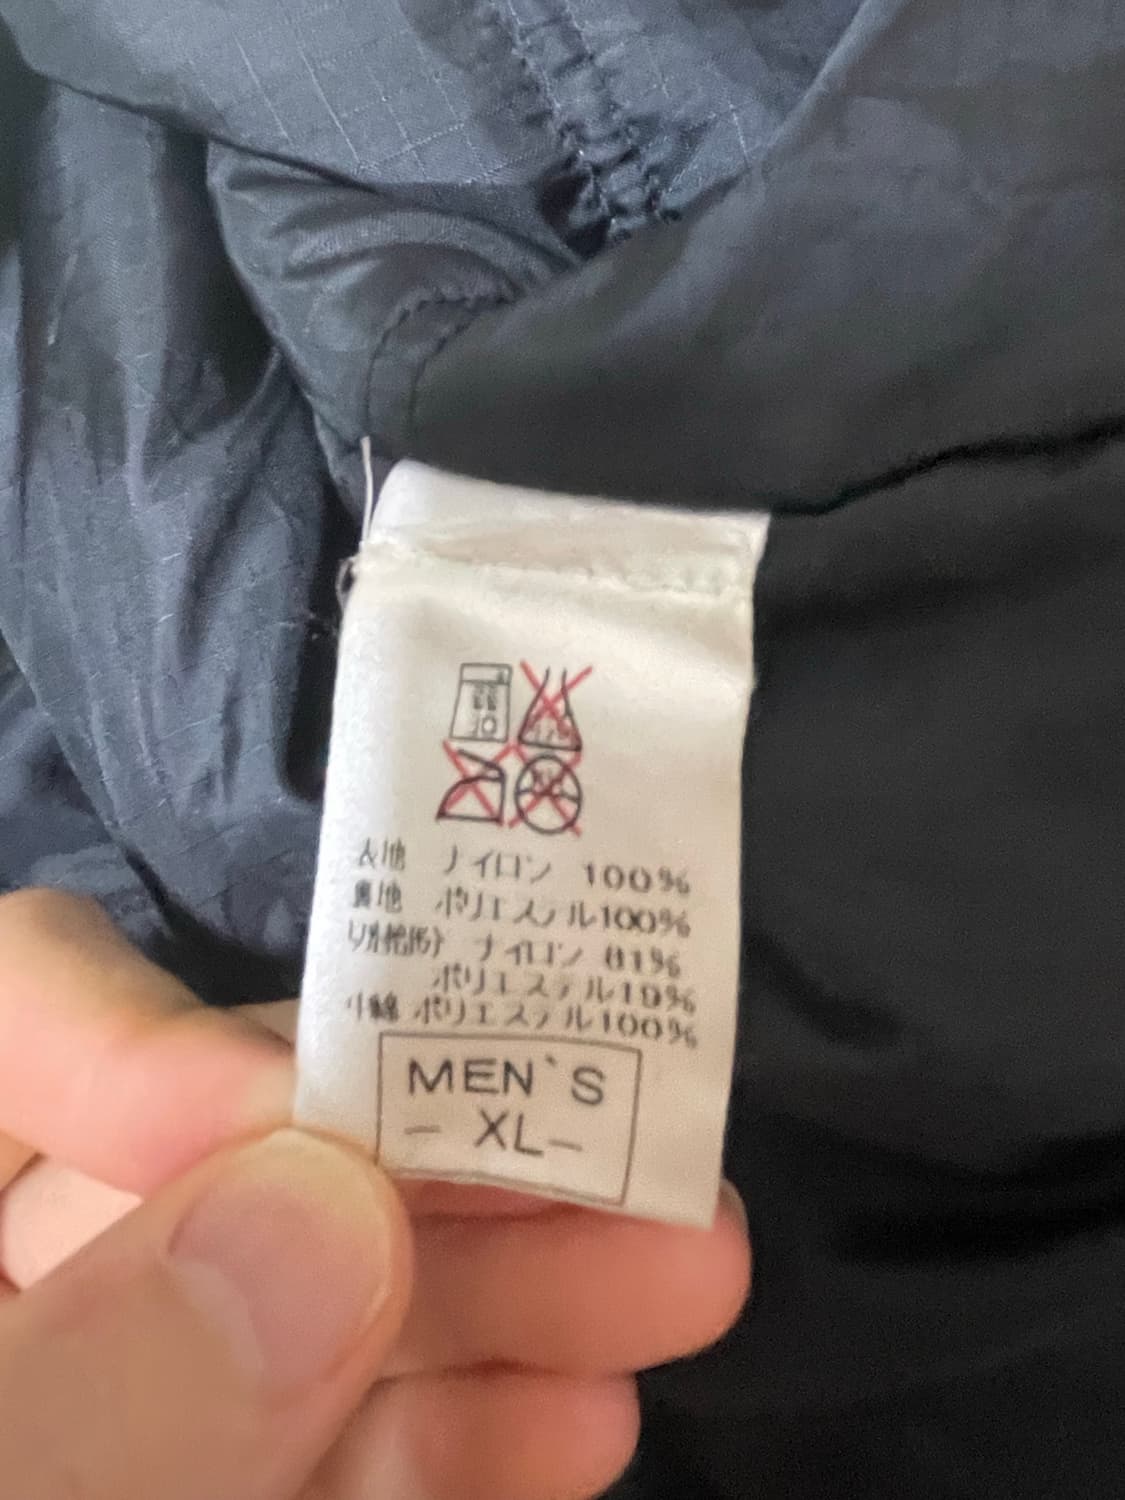 表地 ナイロン 100%
裏地 ポリエステル100%
切替部分 ナイロン 81%
ポリエステル19%
中綿 ポリエステル100%
MEN`S
- XL-